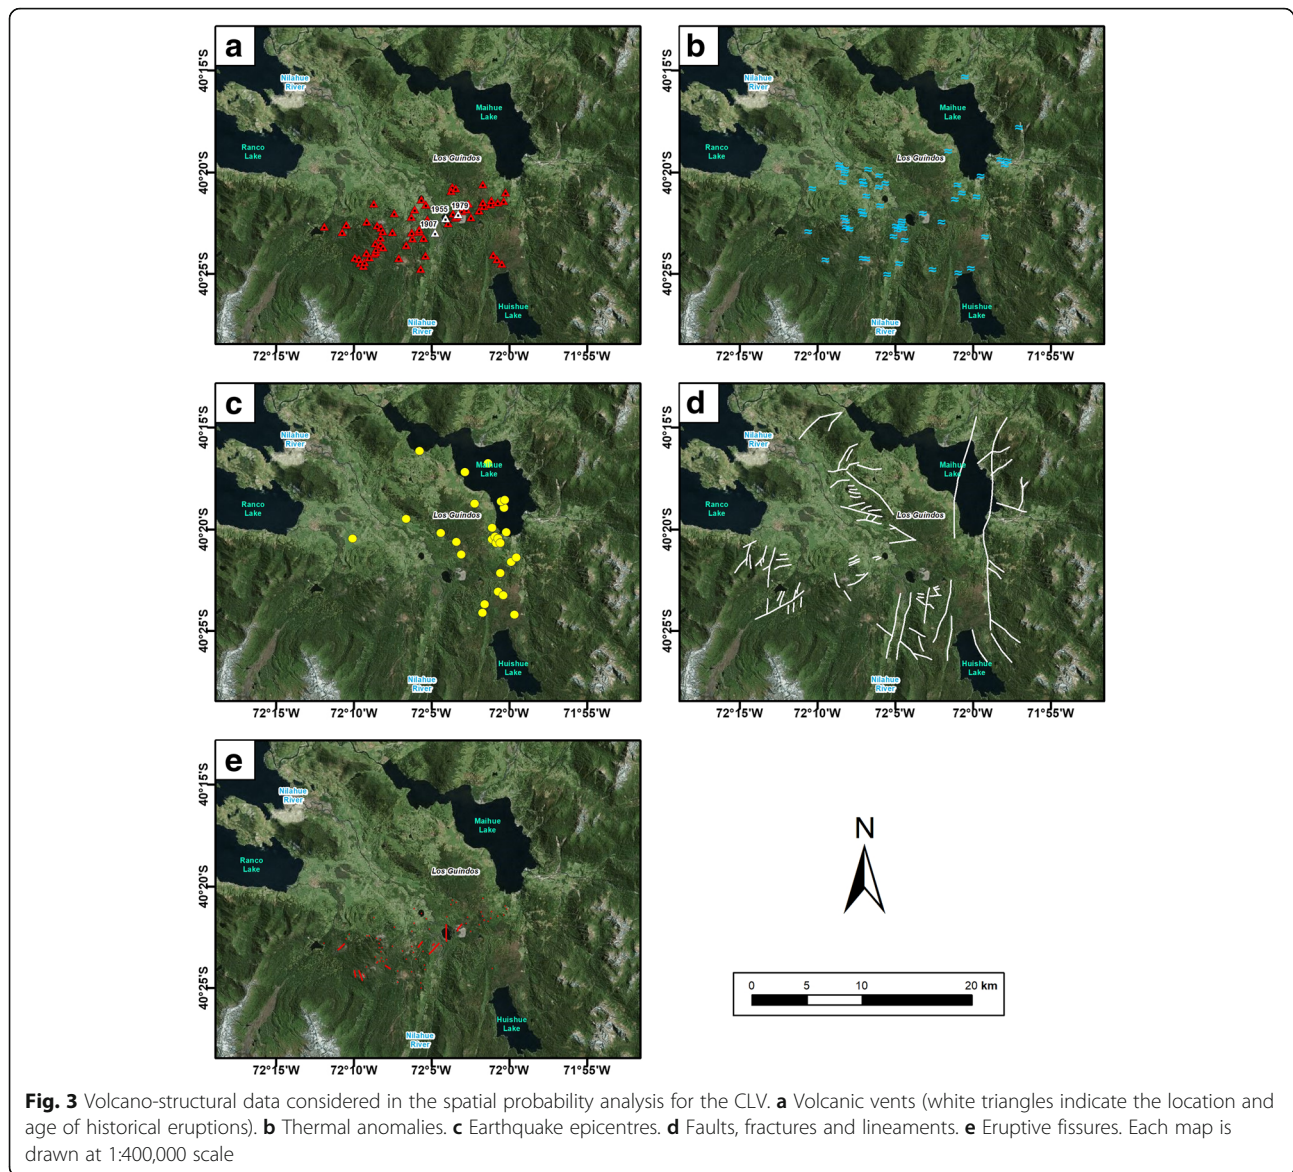 a
40°15'S
40°20'S
40°25'S
Nilahue
River
Maihue
Lake
Ranco
Lake
Los Guindos
1955
1979
1907
Huishue
Lake
Nilahue
River
72°15'W
72°10'W
72°5'W
72°0'W
71°55'W
b
40°15'S
40°20'S
40°25'S
Nilahue
River
Maihue
Lake
Ranco
Lake
Los Guindos
Huishue
Lake
Nilahue
River
72°15'W
72°10'W
72°5'W
72°0'W
71°55'W
c
40°15'S
40°20'S
40°25'S
Nilahue
River
Maihue
Lake
Ranco
Lake
Los Guindos
Huishue
Lake
Nilahue
River
72°15'W
72°10'W
72°5'W
72°0'W
71°55'W
d
40°15'S
40°20'S
40°25'S
Nilahue
River
Maihue
Lake
Ranco
Lake
Los Guindos
Huishue
Lake
Nilahue
River
72°15'W
72°10'W
72°5'W
72°0'W
71°55'W
e
40°15'S
40°20'S
40°25'S
Nilahue
River
Maihue
Lake
Ranco
Lake
Los Guindos
Huishue
Lake
Nilahue
River
72°15'W
72°10'W
72°5'W
72°0'W
71°55'W
N
0 5 10 20 km
Fig. 3 Volcano-structural data considered in the spatial probability analysis for the CLV. a Volcanic vents (white triangles indicate the location and
age of historical eruptions). b Thermal anomalies. c Earthquake epicentres. d Faults, fractures and lineaments. e Eruptive fissures. Each map is
drawn at 1:400,000 scale